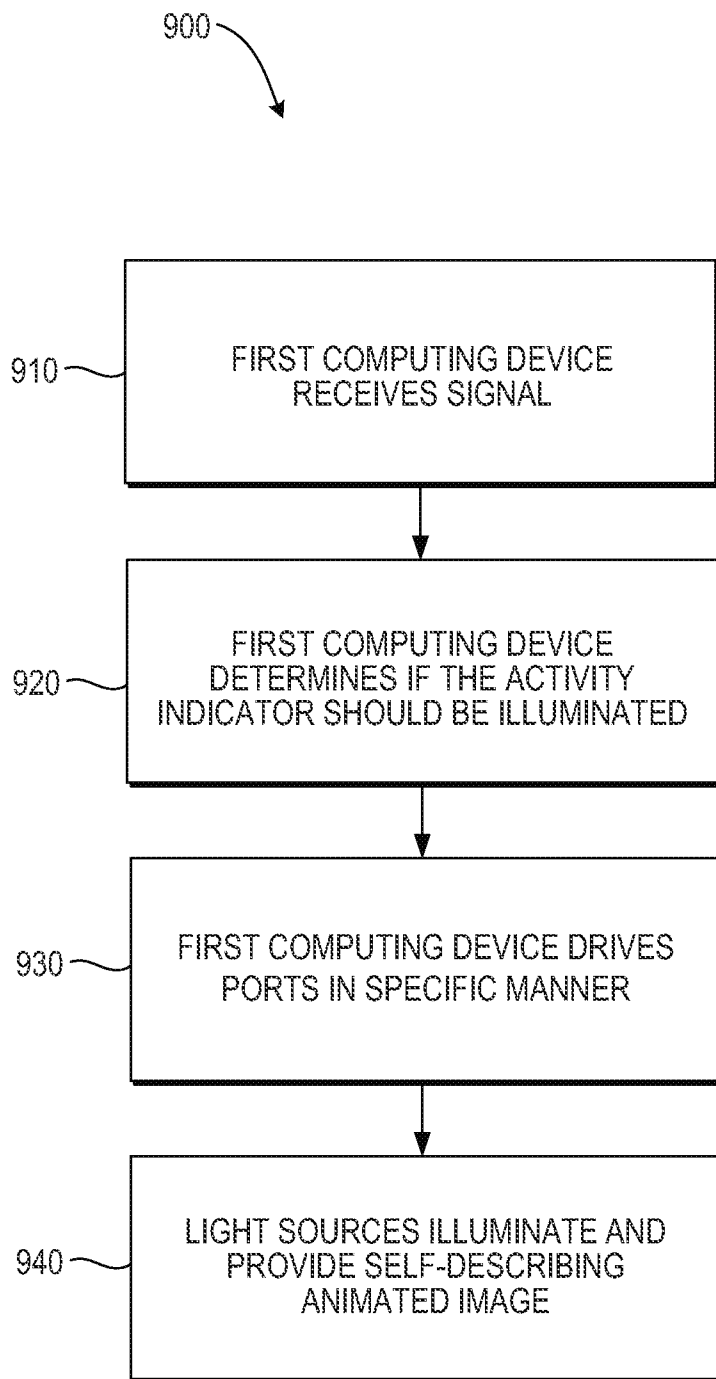 900
910
FIRST COMPUTING DEVICE
RECEIVES SIGNAL
920
FIRST COMPUTING DEVICE
DETERMINES IF THE ACTIVITY
INDICATOR SHOULD BE ILLUMINATED
930
FIRST COMPUTING DEVICE DRIVES
PORTS IN SPECIFIC MANNER
940
LIGHT SOURCES ILLUMINATE AND
PROVIDE SELF-DESCRIBING
ANIMATED IMAGE